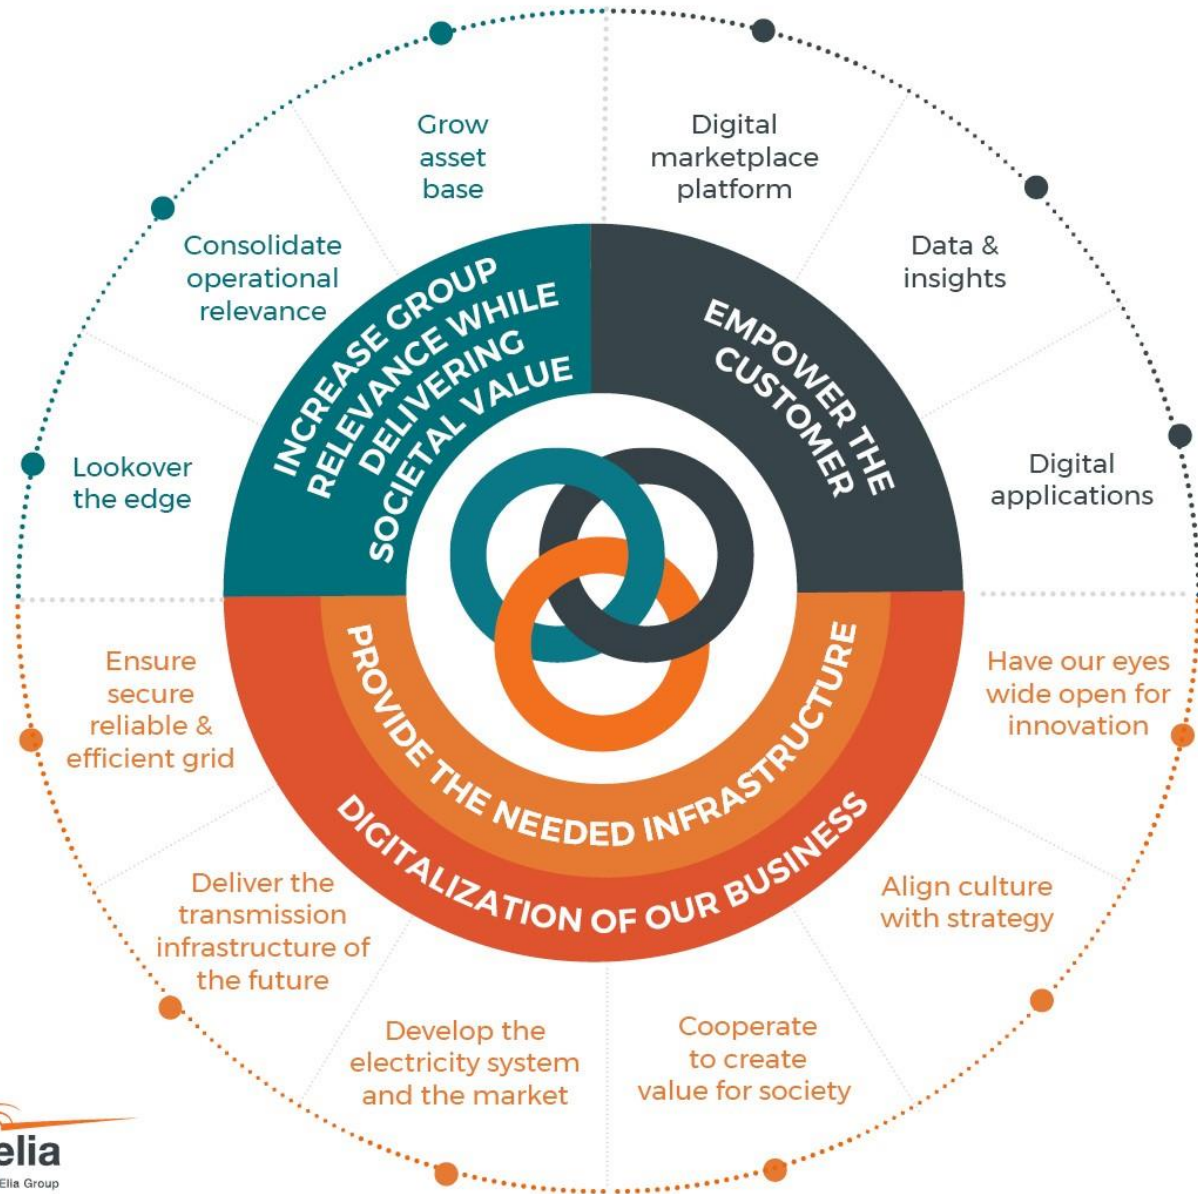 Grow
asset
base
Digital
marketplace
platform
Consolidate
operational
relevance
Data &
insights
Lookover
the edge
Digital
applications
INCREASE GROUP
RELEVANCE WHILE
DELIVERING
SOCIETAL VALUE
EMPOWER THE
CUSTOMER
PROVIDE THE NEEDED INFRASTRUCTURE
DIGITALIZATION OF OUR BUSINESS
Ensure
secure
reliable &
efficient grid
Have our eyes
wide open for
innovation
Deliver the
transmission
infrastructure of
the future
Align culture
with strategy
Develop the
electricity system
and the market
Cooperate
to create
value for society
elia
Elia Group